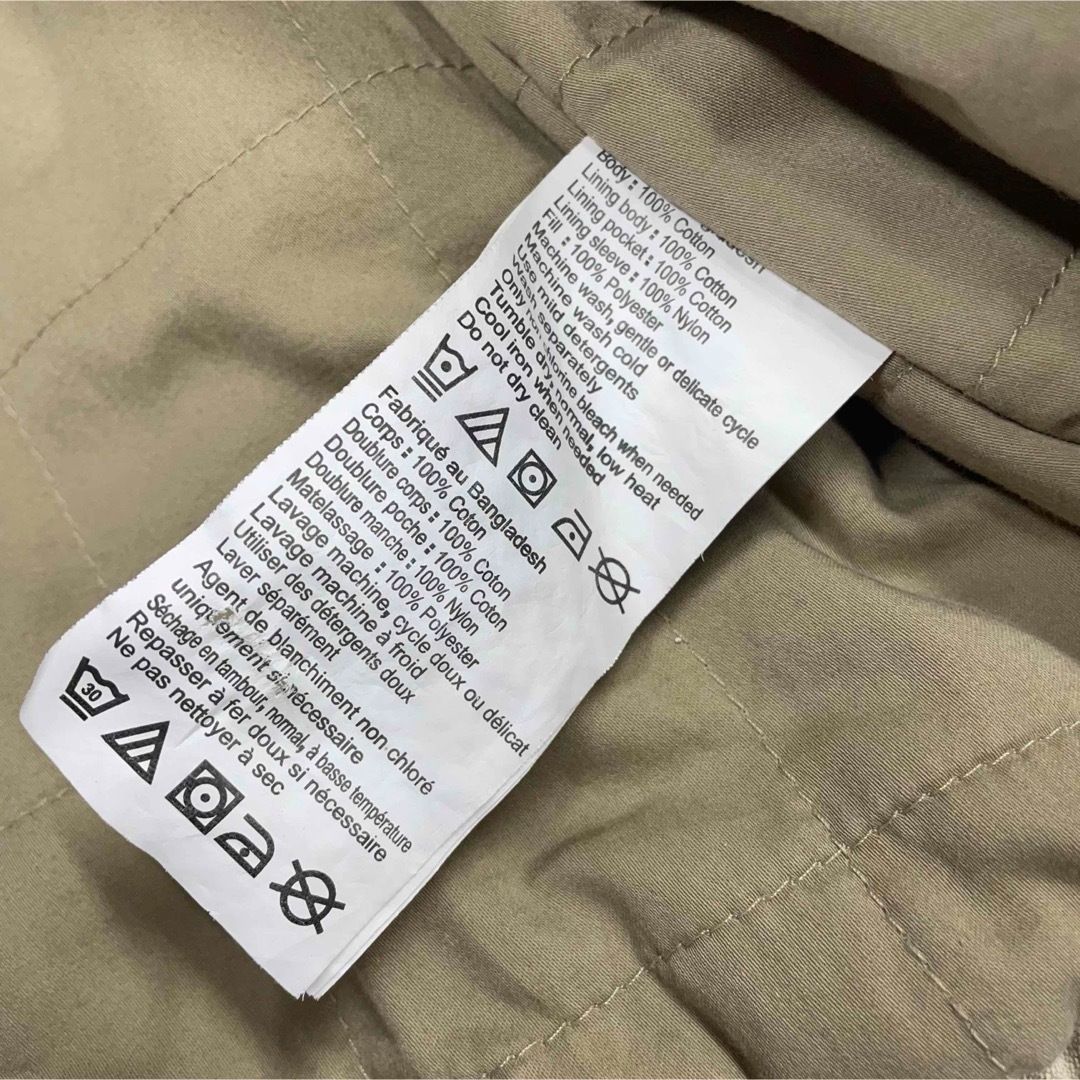 Body : 100% Cotton
Lining body : 100% Cotton
Lining pocket : 100% Cotton
Lining sleeve : 100% Nylon
Fill : 100% Polyester
Machine wash, gentle or delicate cycle
Machine wash cold
Use mild detergents
Wash separately
Only non-chlorine bleach when needed
Tumble dry, normal, low heat
Cool iron when needed
Do not dry clean
Fabriqué au Bangladesh
Corps : 100% Coton
Doublure corps : 100% Coton
Doublure poche : 100% Coton
Doublure manche : 100% Nylon
Matelassage : 100% Polyester
Lavage machine, cycle doux ou délicat
Lavage machine à froid
Utiliser des détergents doux
Laver séparément
Agent de blanchiment non chloré
uniquement si nécessaire
Séchage en tambour, normal, à basse température
Repasser à fer doux si nécessaire
Ne pas nettoyer à sec
30